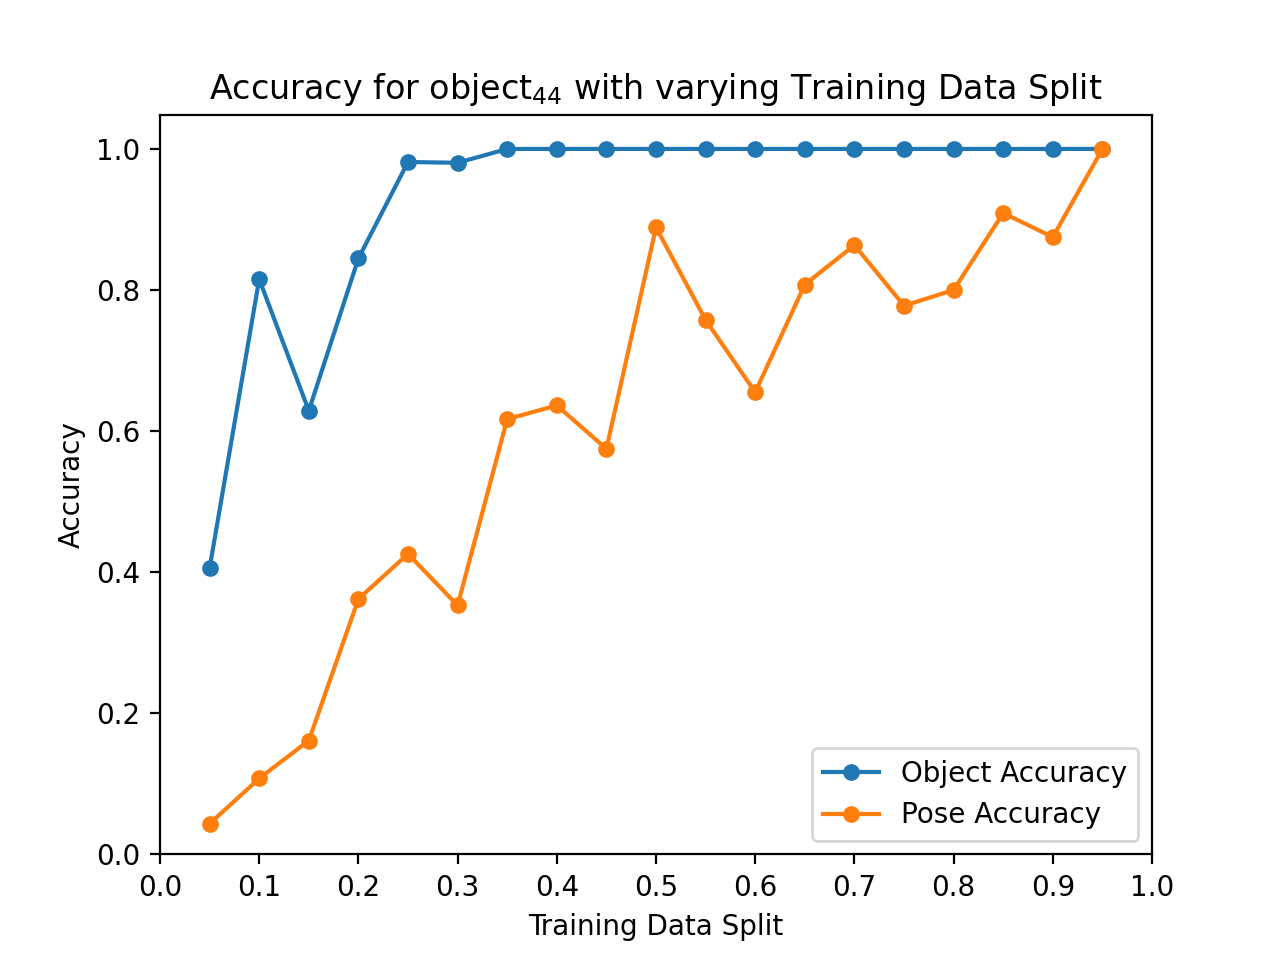 Accuracy for object₄₄ with varying Training Data Split
1.0
0.8
0.6
0.4
0.2
0.0
Accuracy
Object Accuracy
Pose Accuracy
0.0 0.1 0.2 0.3 0.4 0.5 0.6 0.7 0.8 0.9 1.0
Training Data Split